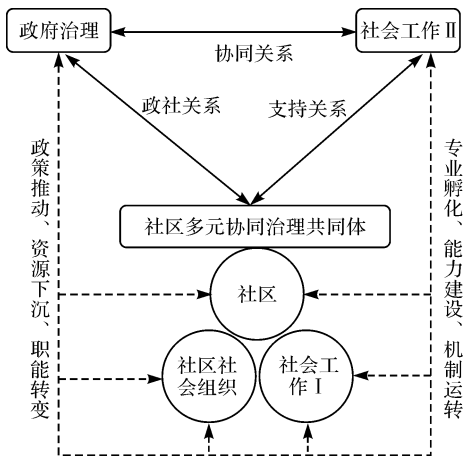 政府治理
社会工作Ⅱ
协同关系
政社关系
支持关系
政策推动、资源下沉、职能转变
专业孵化、能力建设、机制运转
社区多元协同治理共同体
社区
社区社
会组织
社会工
作Ⅰ